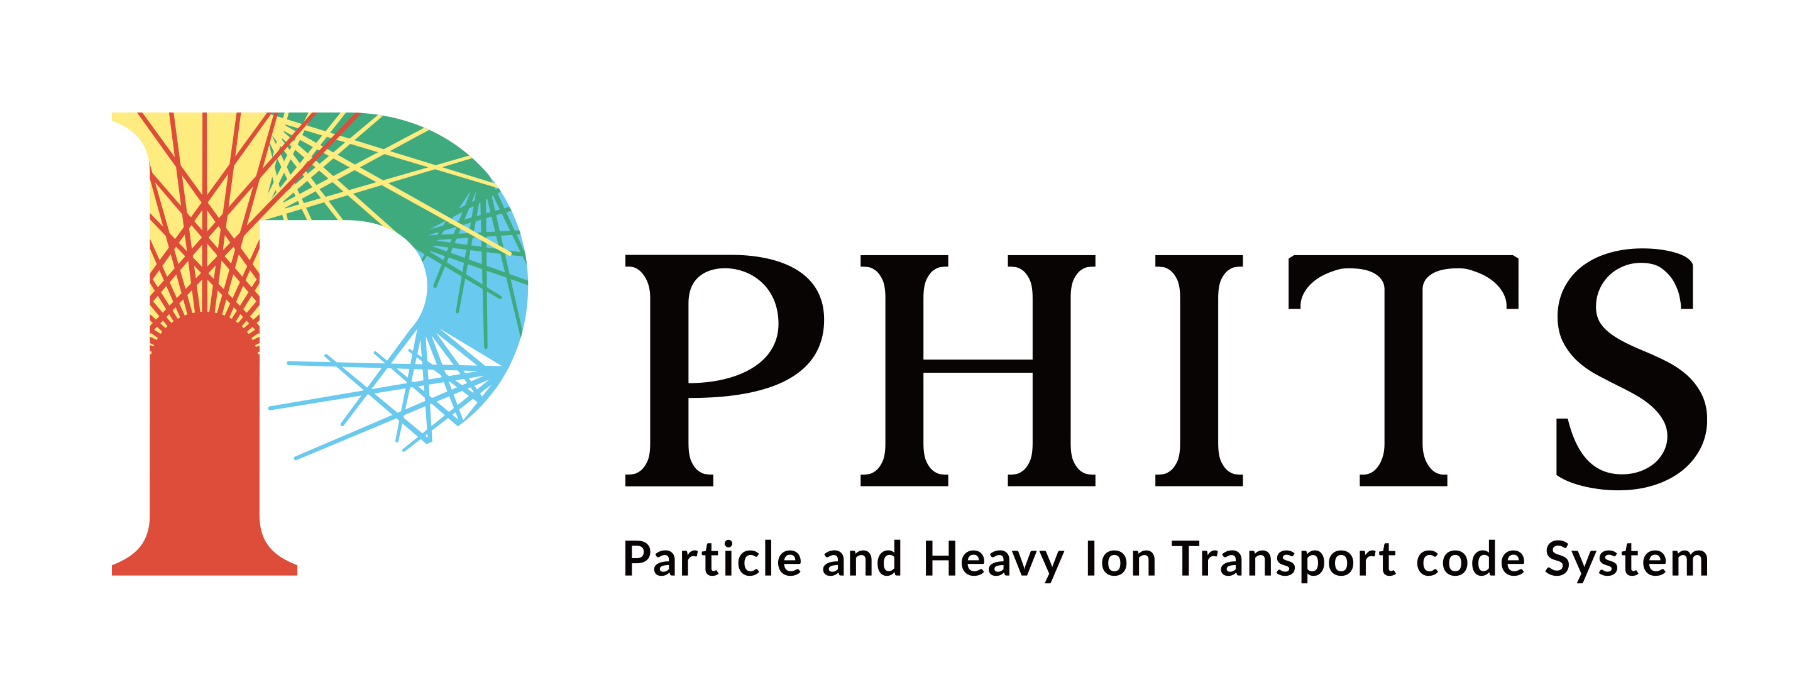 P
PHITS
Particle and Heavy Ion Transport code System